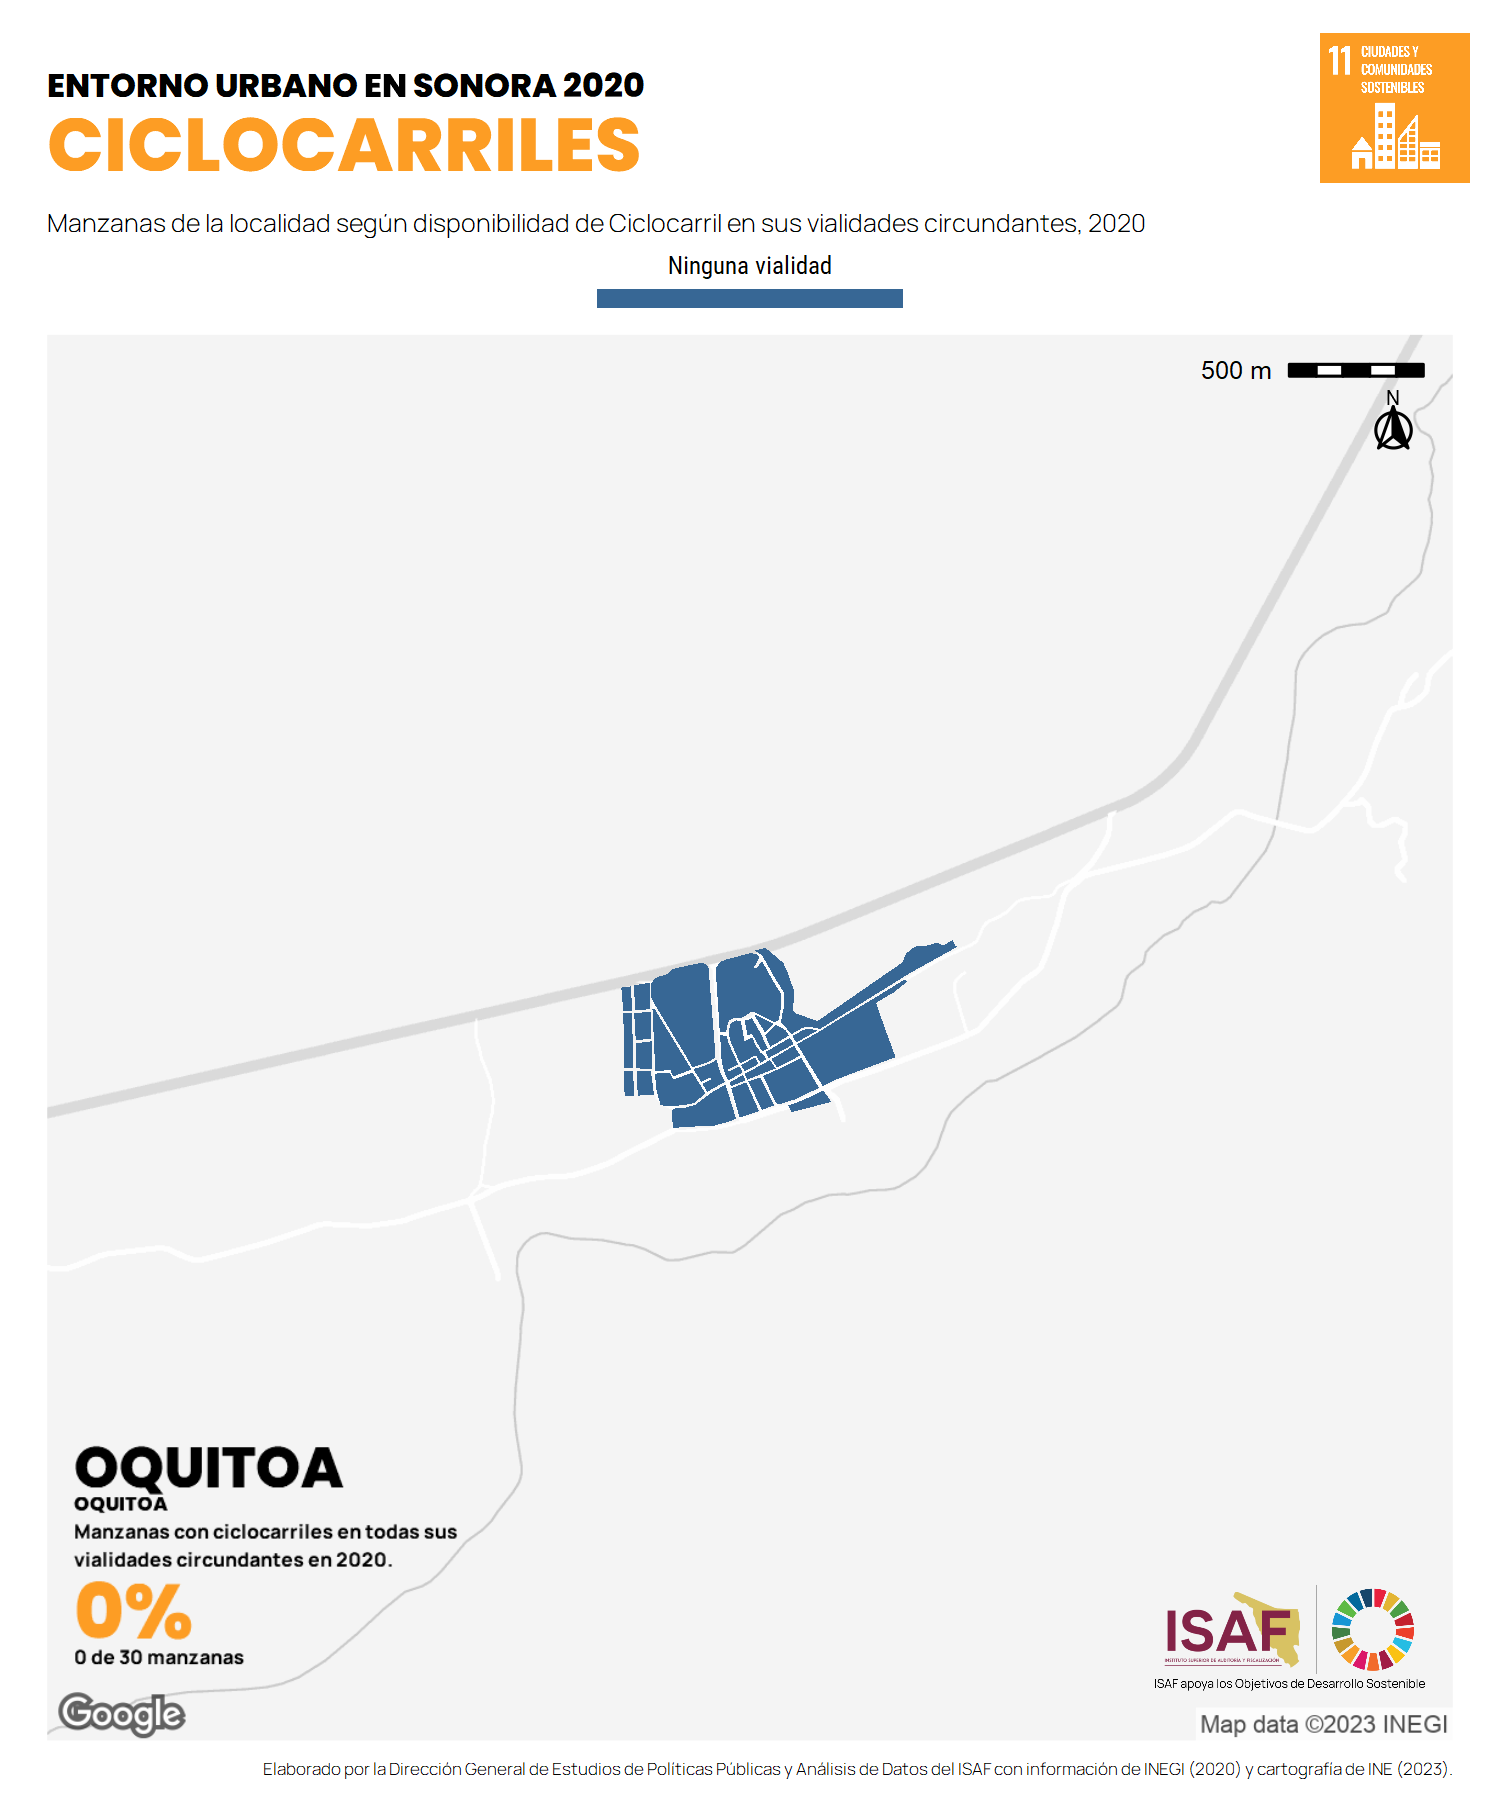 ENTORNO URBANO EN SONORA 2020
CICLOCARRILES
11 CIUDADES Y
COMUNIDADES
SOSTENIBLES
Manzanas de la localidad según disponibilidad de Ciclocarril en sus vialidades circundantes, 2020
Ninguna vialidad
500 m
N
OQUITOA
OQUITOA
Manzanas con ciclocarriles en todas sus
vialidades circundantes en 2020.
0%
0 de 30 manzanas
ISAF
INSTITUTO SUPERIOR DE AUDITORÍA Y FISCALIZACIÓN
ISAF apoya los Objetivos de Desarrollo Sostenible
Google
Map data ©2023 INEGI
Elaborado por la Dirección General de Estudios de Políticas Públicas y Análisis de Datos del ISAF con información de INEGI (2020) y cartografía de INE (2023).